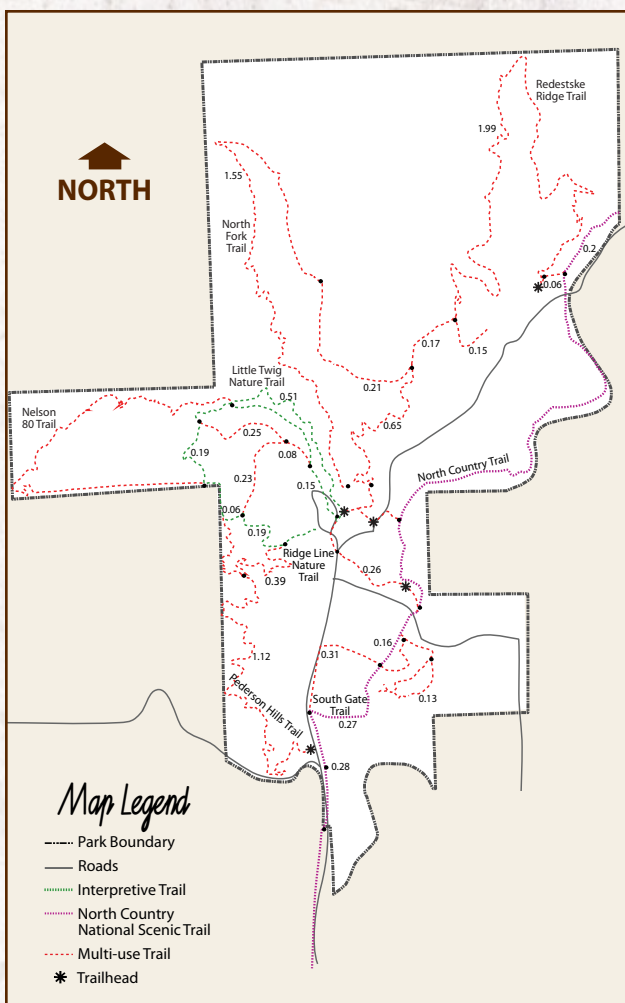 Redestske
Ridge Trail
1.99
NORTH
1.55
North
Fork
Trail
0.2
0.06
0.17
0.15
Little Twig
Nature Trail
0.21
0.51
Nelson
80 Trail
0.65
0.25
0.08
0.19
North Country Trail
0.23
0.15
0.06
0.19
Ridge Line
Nature
Trail
0.26
0.39
0.16
0.31
1.12
Pederson Hills Trail
South Gate
Trail
0.13
0.27
0.28
Map Legend
Park Boundary
Roads
Interpretive Trail
North Country
National Scenic Trail
Multi-use Trail
Trailhead